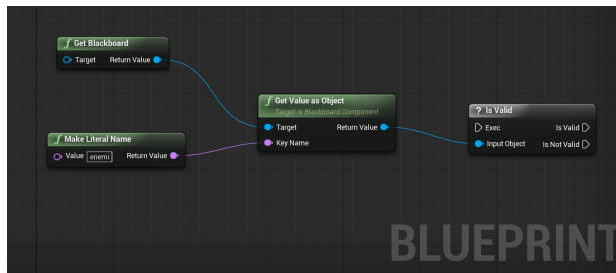 Get Blackboard
Target Return Value
Get Value as Object
Target is Blackboard Component
Target Return Value
Key Name
? Is Valid
Exec Is Valid
Input Object Is Not Valid
Make Literal Name
Value enemi Return Value
BLUEPRINT